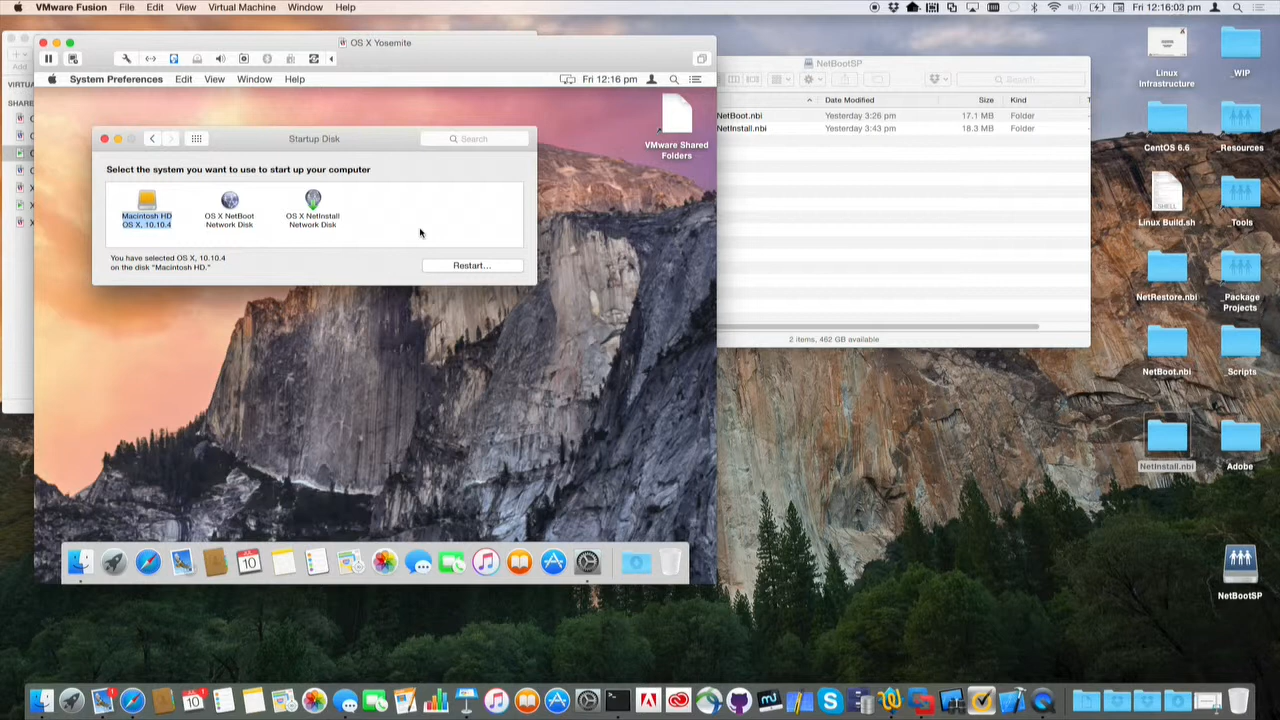 VMware Fusion File Edit View Virtual Machine Window Help
Fri 12:16:03 pm
OS X Yosemite
System Preferences Edit View Window Help
Fri 12:16 pm
Startup Disk
Search
Select the system you want to use to start up your computer
Macintosh HD
OS X, 10.10.4
OS X NetBoot
Network Disk
OS X NetInstall
Network Disk
You have selected OS X, 10.10.4
on the disk "Macintosh HD."
Restart...
VMware Shared
Folders
10
Add
VIRTU
SHARE
NetBootSP
Search
Date Modified Size Kind
NetBoot.nbi Yesterday 3:26 pm 17.1 MB Folder
NetInstall.nbi Yesterday 3:43 pm 18.3 MB Folder
2 items, 462 GB available
Linux
Infrastructure
_WIP
CentOS 6.6
_Resources
SHELL
Linux Build.sh
_Tools
NetRestore.nbi
_Package
Projects
NetBoot.nbi
_Scripts
NetInstall.nbi
Adobe
NetBootSP
10